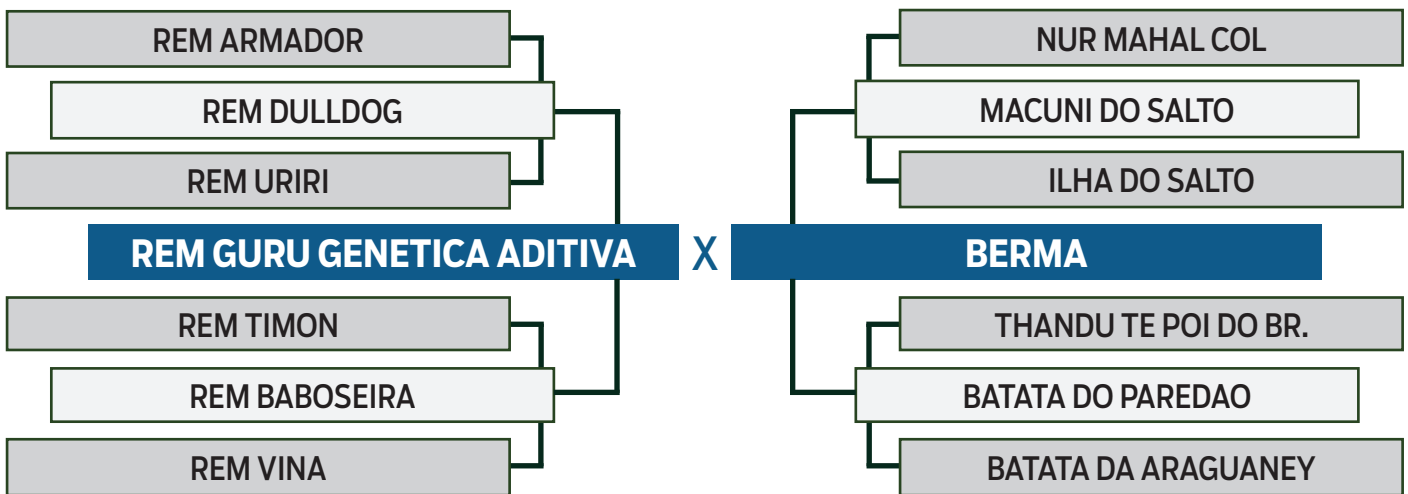 REM ARMADOR
REM DULLDOG
REM URIRI
REM GURU GENETICA ADITIVA
REM TIMON
REM BABOSEIRA
REM VINA
X
NUR MAHAL COL
MACUNI DO SALTO
ILHA DO SALTO
BERMA
THANDU TE POI DO BR.
BATATA DO PAREDAO
BATATA DA ARAGUANEY